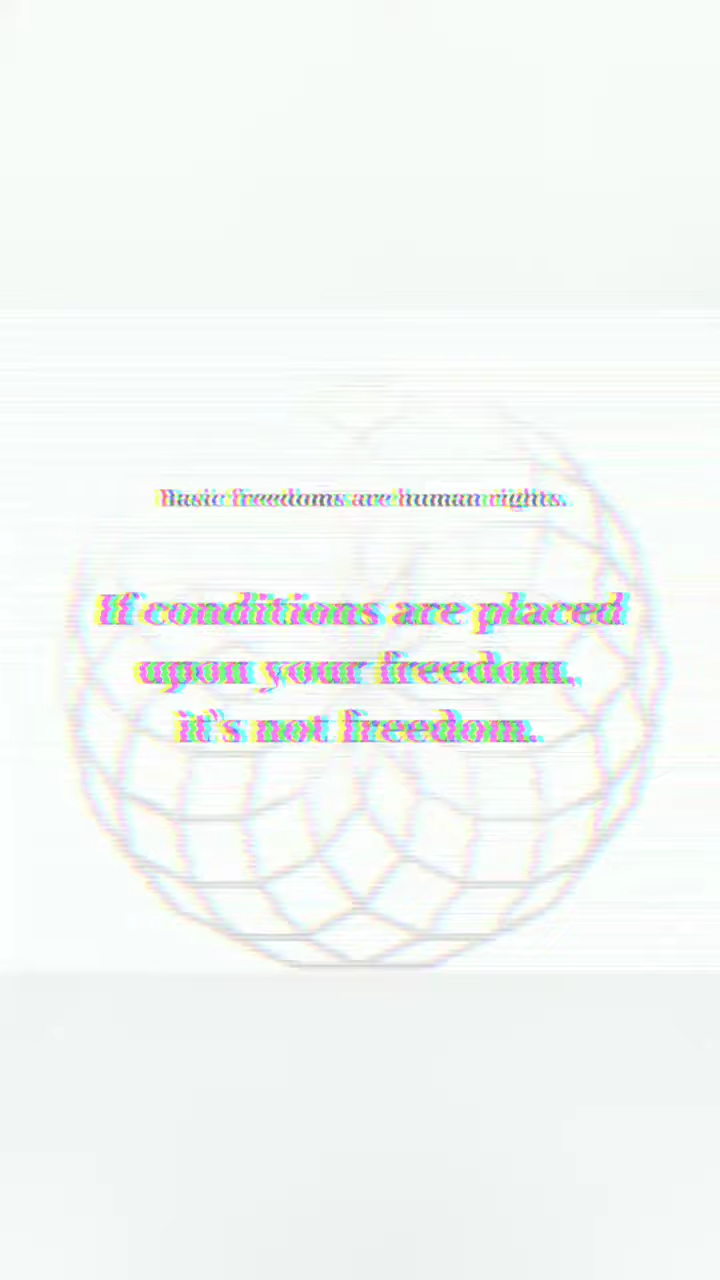 Basic freedoms are human rights.
If conditions are placed
upon your freedom,
it's not freedom.